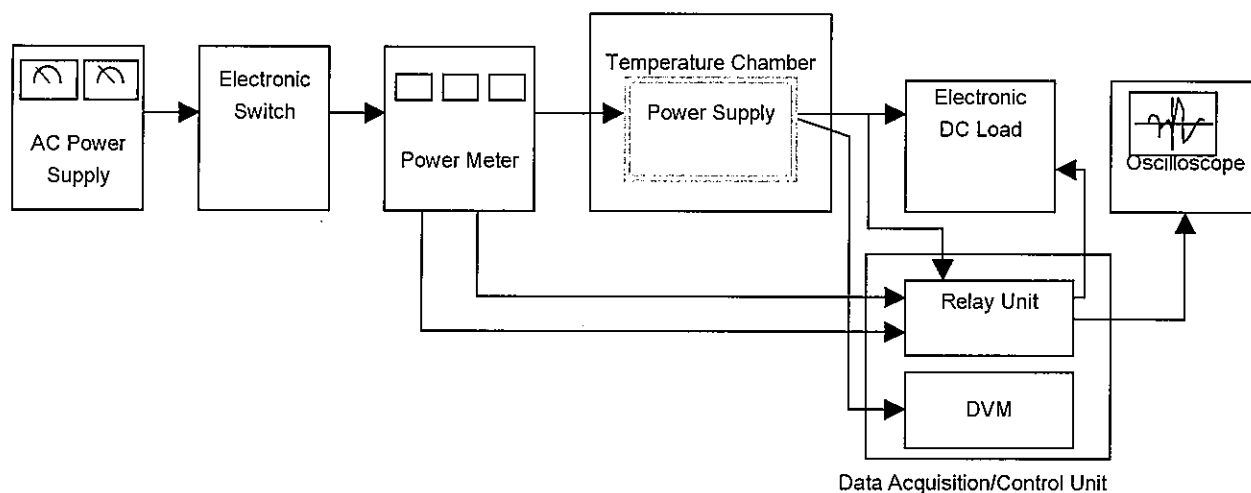 AC Power
Supply
Electronic
Switch
Power Meter
Temperature Chamber
Power Supply
Electronic
DC Load
Oscilloscope
Relay Unit
DVM
Data Acquisition/Control Unit